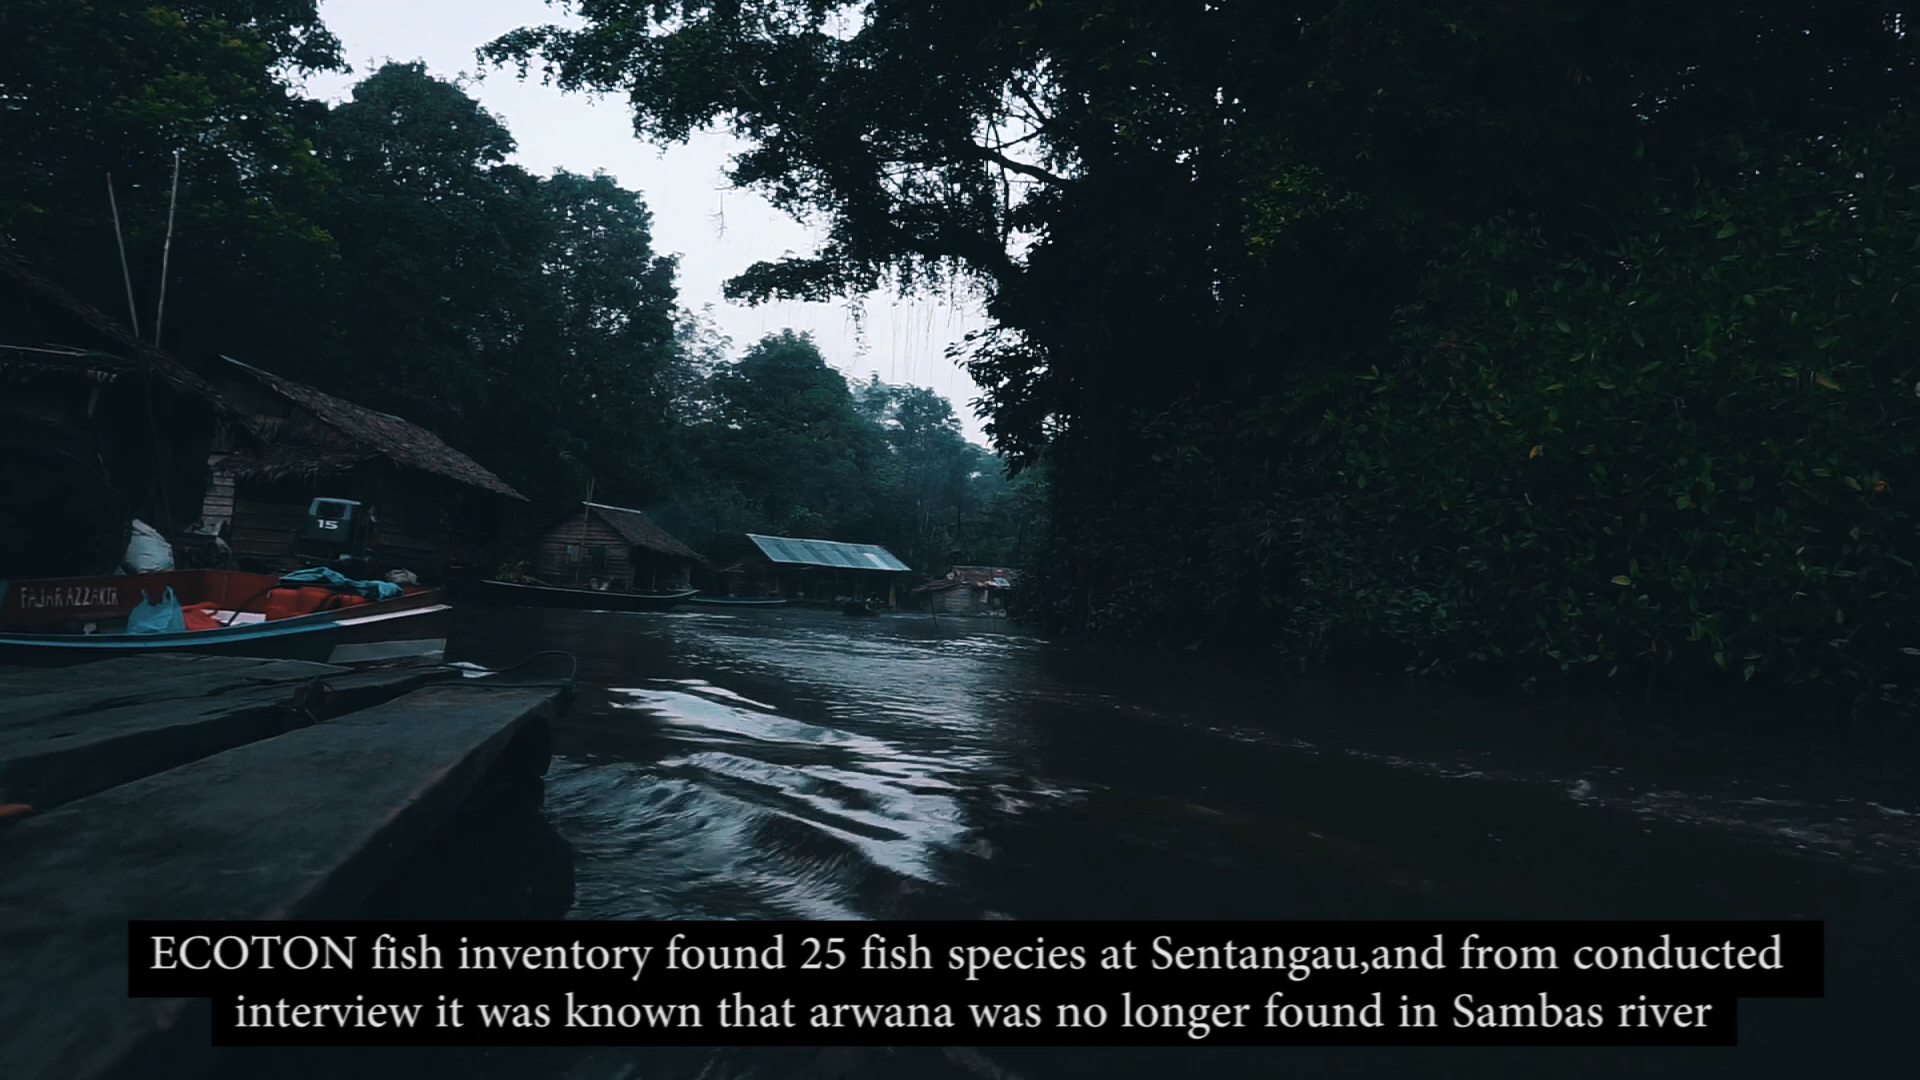 15
FAJAR AZZAKIR
ECOTON fish inventory found 25 fish species at Sentangau,and from conducted
interview it was known that arwana was no longer found in Sambas river